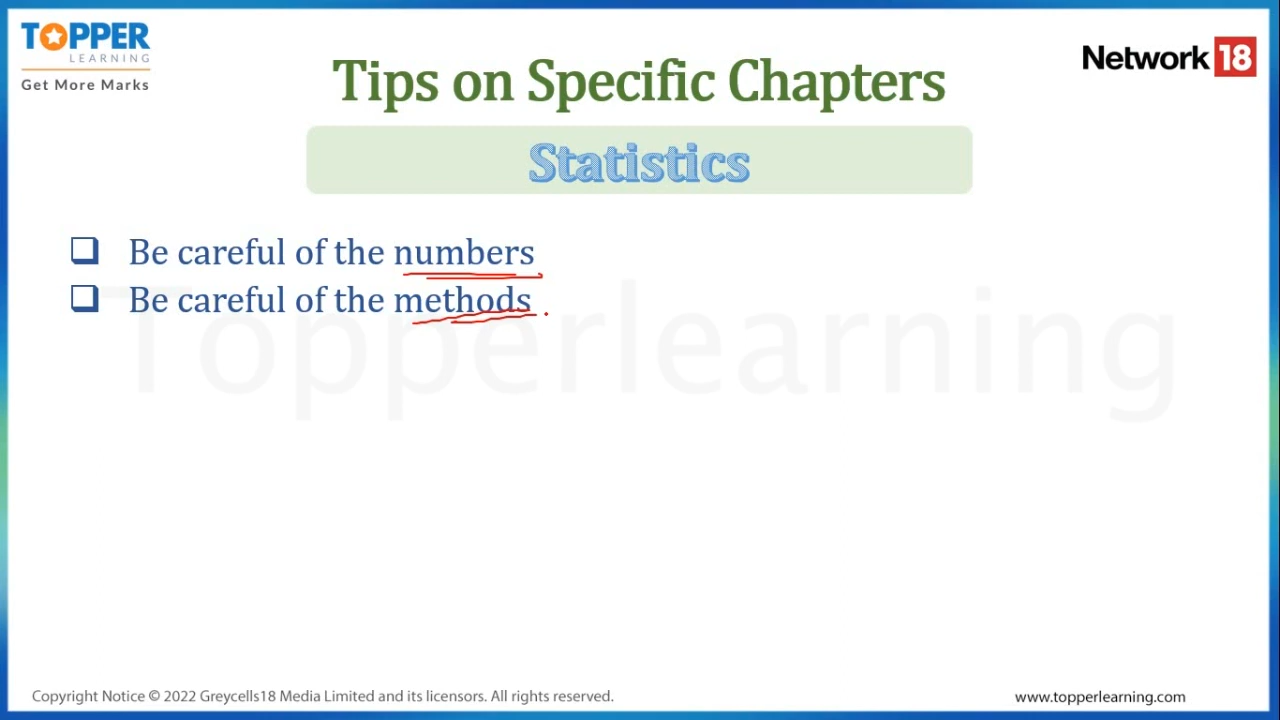 TOPPER
LEARNING
Get More Marks
Network 18
Tips on Specific Chapters
Statistics
Be careful of the numbers
Be careful of the methods
Topperlearning
Copyright Notice © 2022 Greycells18 Media Limited and its licensors. All rights reserved.
www.topperlearning.com